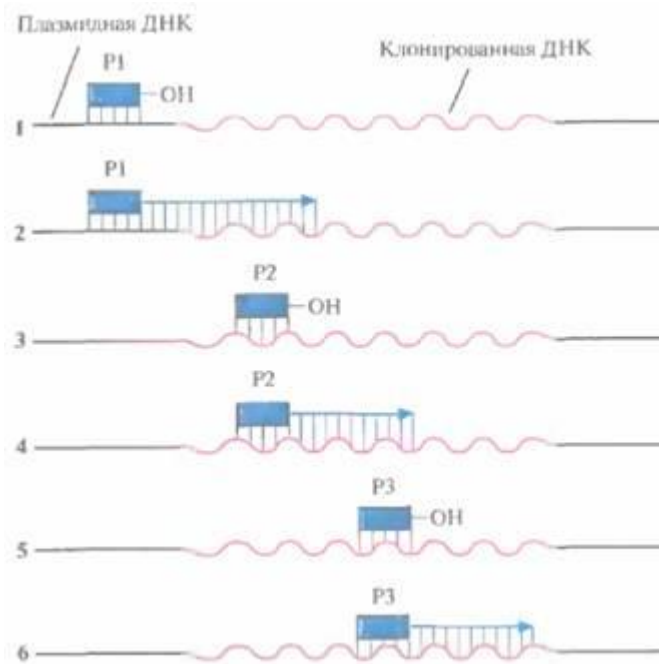 Плазмидная ДНК
Клонированная ДНК
P1
OH
1
P1
2
P2
OH
3
P2
4
P3
OH
5
P3
6